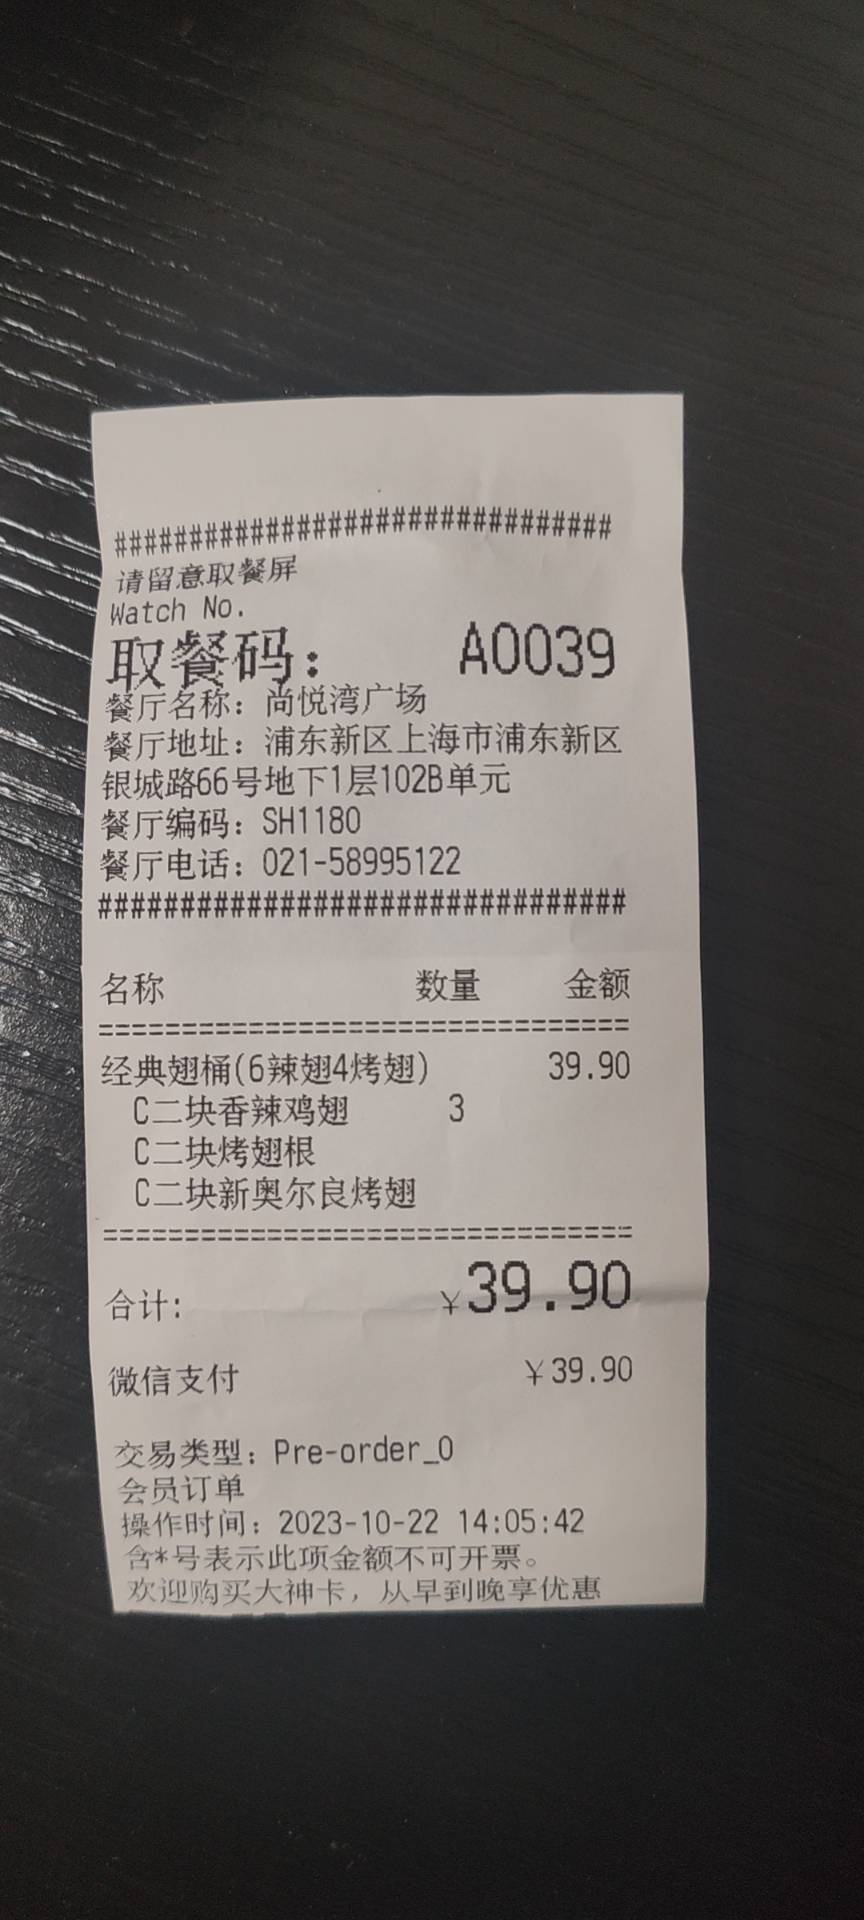 ################################
请留意取餐屏
Watch No.
取餐码: A0039
餐厅名称: 尚悦湾广场
餐厅地址: 浦东新区上海市浦东新区
银城路66号地下1层102B单元
餐厅编码: SH1180
餐厅电话: 021-58995122
################################
名称 数量 金额
================================
经典翅桶(6辣翅4烤翅) 39.90
C二块香辣鸡翅 3
C二块烤翅根
C二块新奥尔良烤翅
================================
合计: ¥39.90
微信支付 ¥39.90
交易类型: Pre-order_0
会员订单
操作时间: 2023-10-22 14:05:42
含*号表示此项金额不可开票。
欢迎购买大神卡，从早到晚享优惠